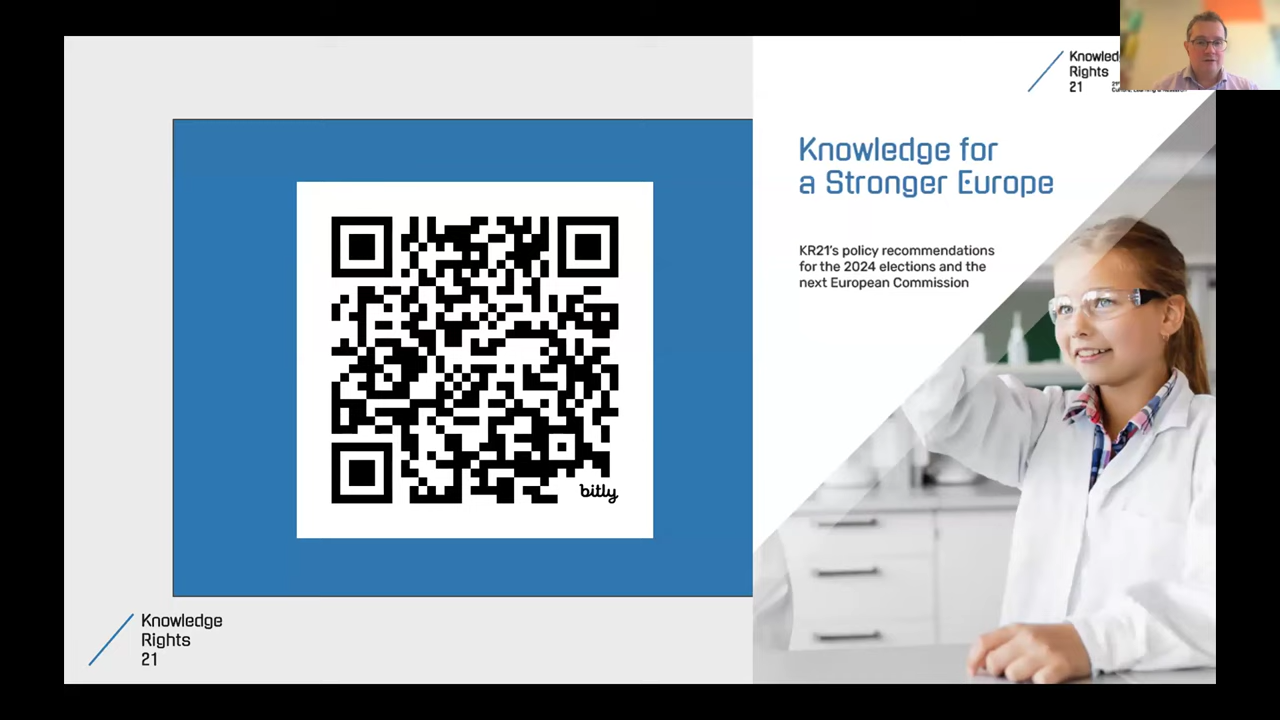 Knowledge for
a Stronger Europe
KR21's policy recommendations
for the 2024 elections and the
next European Commission
Rights
21
bitly
Knowledge
Rights
21